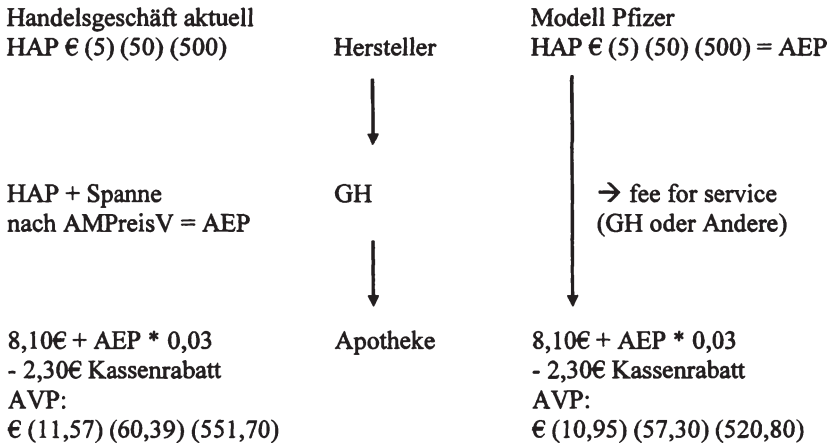 Handelsgeschäft aktuell
HAP € (5) (50) (500)
Hersteller
Modell Pfizer
HAP € (5) (50) (500) = AEP
HAP + Spanne
nach AMPreisV = AEP
GH
→ fee for service
(GH oder Andere)
8,10€ + AEP * 0,03
- 2,30€ Kassenrabatt
AVP:
€ (11,57) (60,39) (551,70)
Apotheke
8,10€ + AEP * 0,03
- 2,30€ Kassenrabatt
AVP:
€ (10,95) (57,30) (520,80)